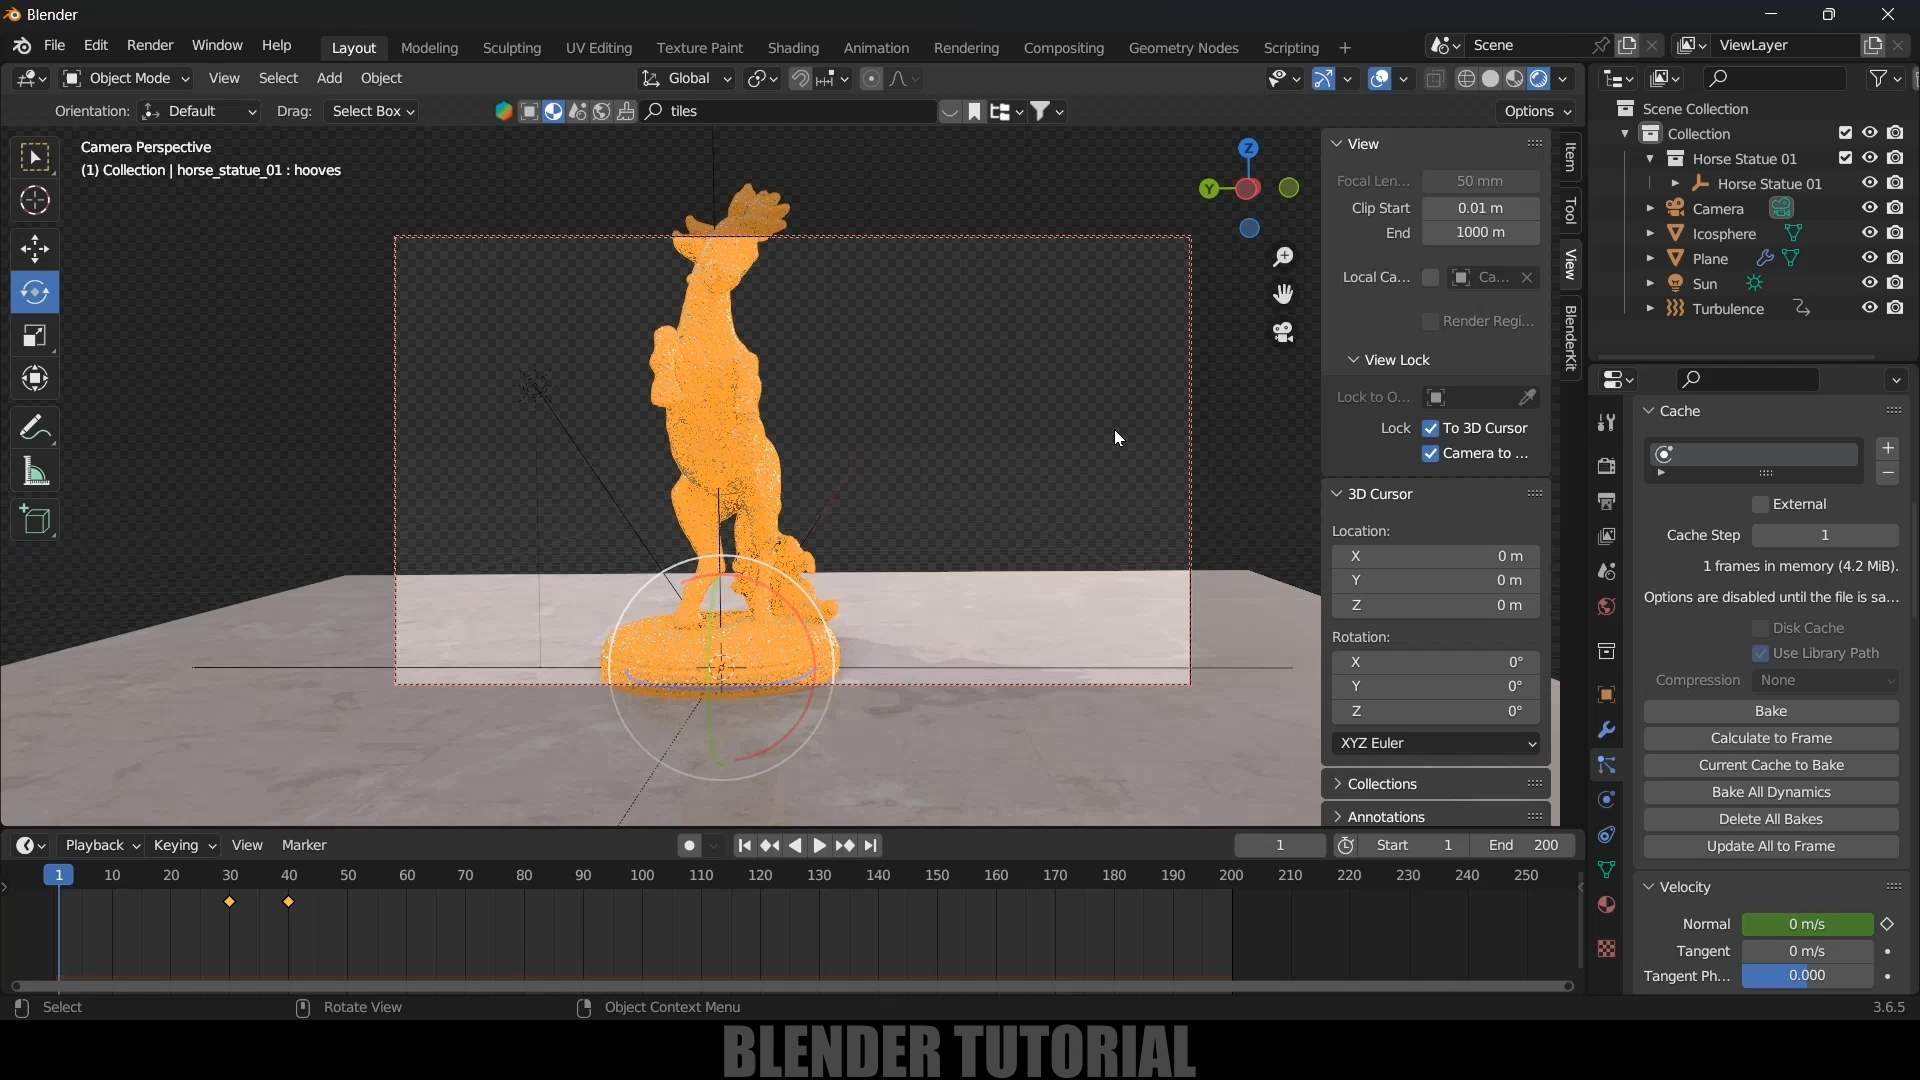 Blender
File Edit Render Window Help
Layout Modeling Sculpting UV Editing Texture Paint Shading Animation Rendering Compositing Geometry Nodes Scripting +
Scene
ViewLayer
Object Mode View Select Add Object
Global
Orientation: Default Drag: Select Box
tiles
Options
Camera Perspective
(1) Collection | horse_statue_01 : hooves
Z
Y
View
Focal Len... 50 mm
Clip Start 0.01 m
End 1000 m
Local Ca... Ca...
Render Regi...
View Lock
Lock to O...
Lock To 3D Cursor
Camera to ...
3D Cursor
Location:
X 0 m
Y 0 m
Z 0 m
Rotation:
X 0°
Y 0°
Z 0°
XYZ Euler
Collections
Annotations
Item
Tool
View
BlenderKit
Scene Collection
Collection
Horse Statue 01
Horse Statue 01
Camera
Icosphere
Plane
Sun
Turbulence
Cache
External
Cache Step 1
1 frames in memory (4.2 MiB).
Options are disabled until the file is sa...
Disk Cache
Use Library Path
Compression None
Bake
Calculate to Frame
Current Cache to Bake
Bake All Dynamics
Delete All Bakes
Update All to Frame
Velocity
Normal 0 m/s
Tangent 0 m/s
Tangent Ph... 0.000
Playback Keying View Marker
1 Start 1 End 200
1 10 20 30 40 50 60 70 80 90 100 110 120 130 140 150 160 170 180 190 200 210 220 230 240 250
Select Rotate View Object Context Menu
3.6.5
BLENDER TUTORIAL